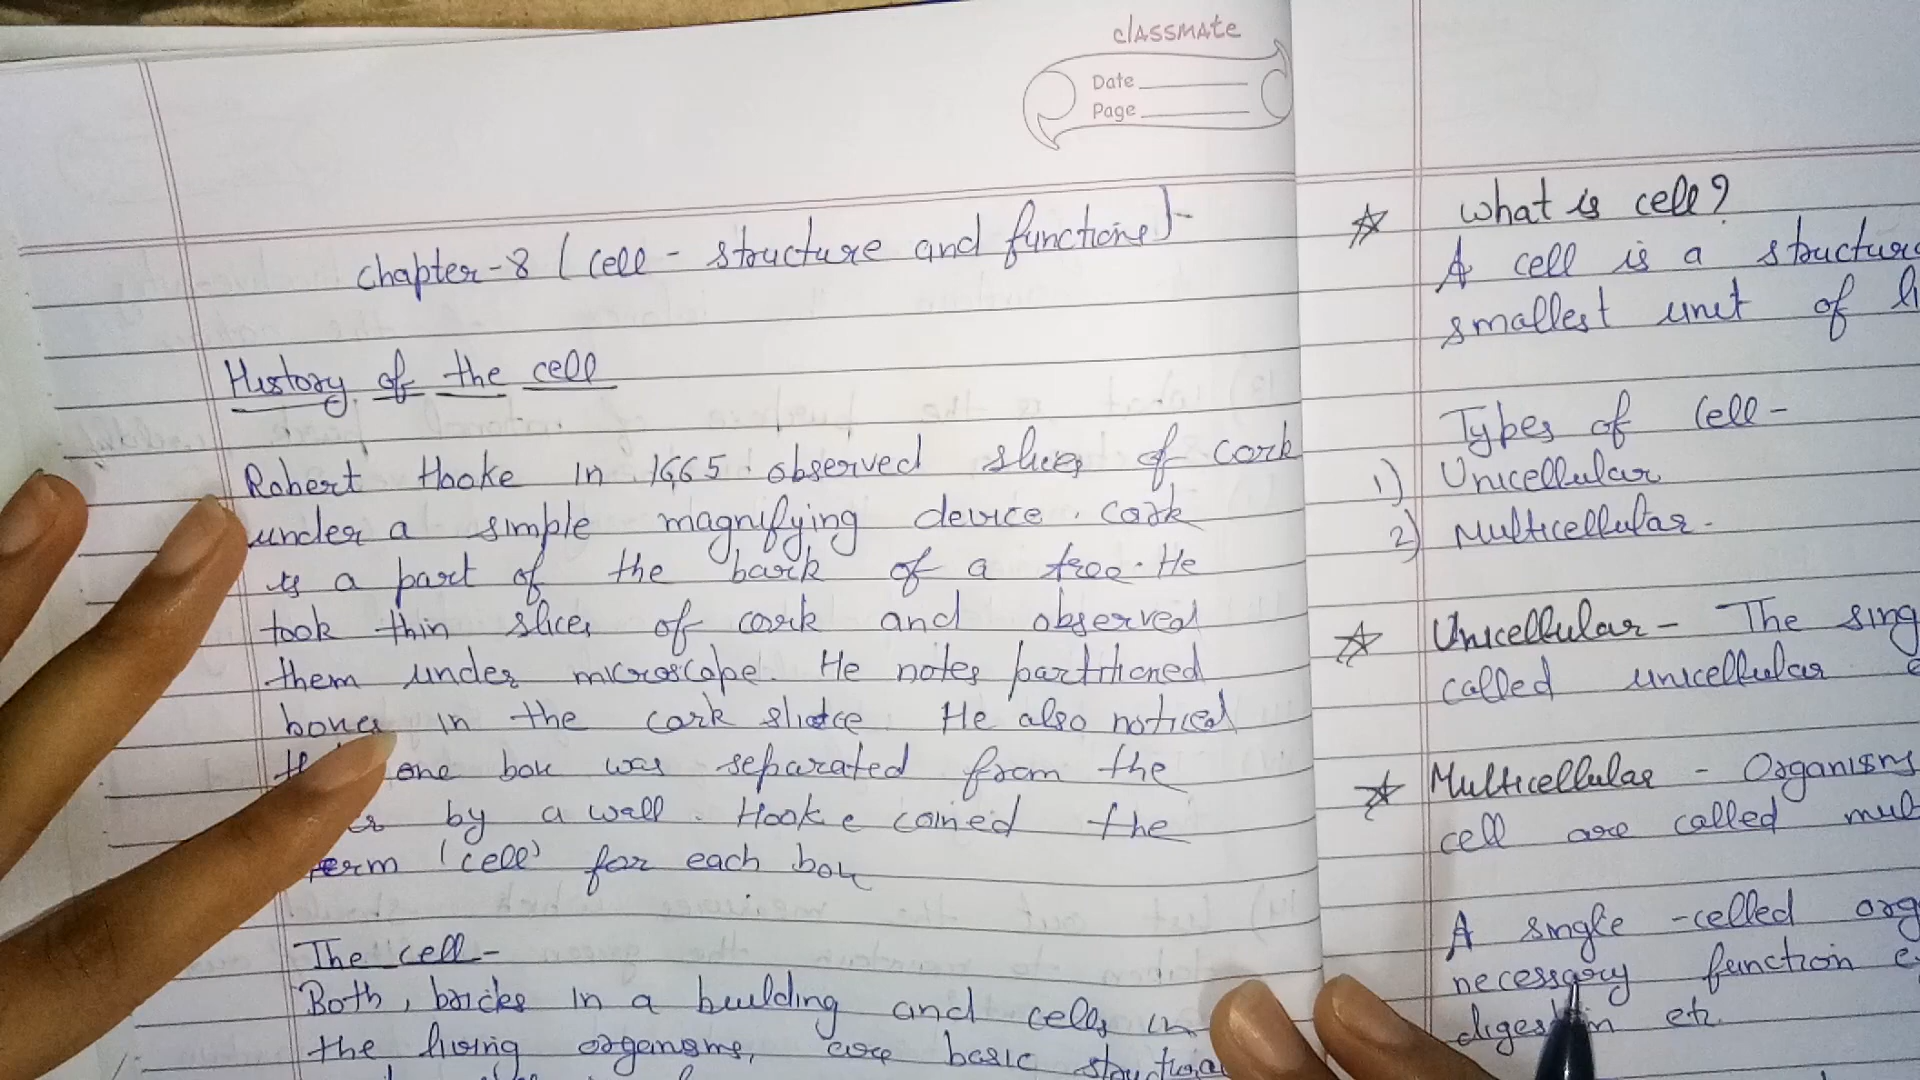 classmate
Date
Page
Chapter-8 (Cell - structure and functions)-
History of the cell
Robert Hooke in 1665 observed slices of cork
under a simple magnifying device. Cork
is a part of the bark of a tree. He
took thin slices of cork and observed
them under microscope. He notes partitioned
boxes in the cork slice He also noticed
one box was separated from the
by a wall. Hooke coined the
term 'cell' for each box
The cell-
Both, bricks in a building and cells in
the living organisms, are basic
What is cell?
A cell is a
smallest unit of
Types of Cell-
1) Unicellular
2) Multicellular.
Unicellular - The
called unicellular
Multicellular - Organisms
cell are called
A single -celled
necessary function
etc.